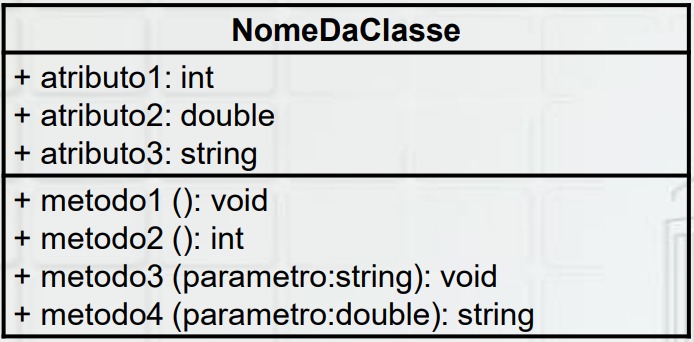 NomeDaClasse
+ atributo1: int
+ atributo2: double
+ atributo3: string
+ metodo1 (): void
+ metodo2 (): int
+ metodo3 (parametro:string): void
+ metodo4 (parametro:double): string